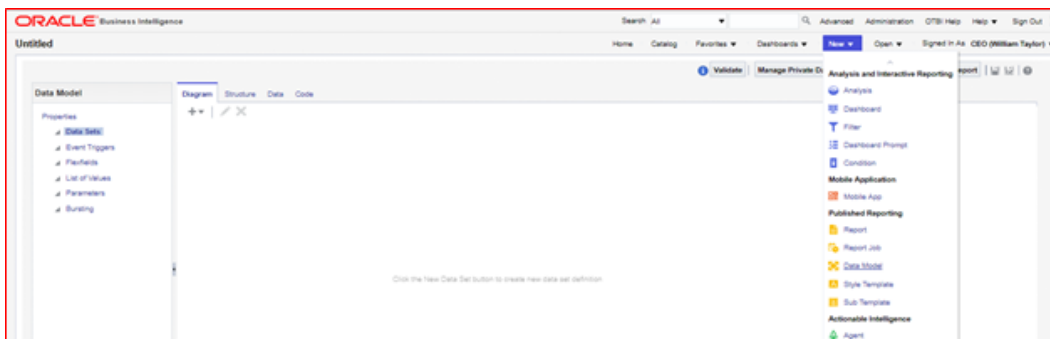 ORACLE Business Intelligence
Search All Advanced Administration OTBI Help Help Sign Out
Untitled
Home Catalog Favorites Dashboards New Open Signed In As CEO (William Taylor)
Validate Manage Private Da
port
Data Model
Diagram Structure Data Code
Properties
Data Sets
Event Triggers
Flexfields
List of Values
Parameters
Bursting
Click the New Data Set button to create new data set definition
Analysis and Interactive Reporting
Analysis
Dashboard
Filter
Dashboard Prompt
Condition
Mobile Application
Mobile App
Published Reporting
Report
Report Job
Data Model
Style Template
Sub Template
Actionable Intelligence
Agent